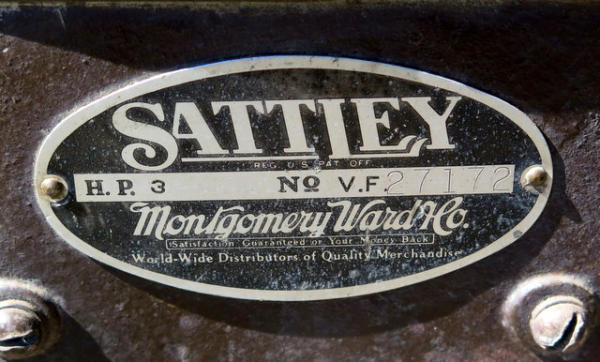 SATTLEY
REG. U.S. PAT. OFF.
H.P. 3 No V.F. 27172
Montgomery Ward & Co.
Satisfaction Guaranteed or Your Money Back
World-Wide Distributors of Quality Merchandise